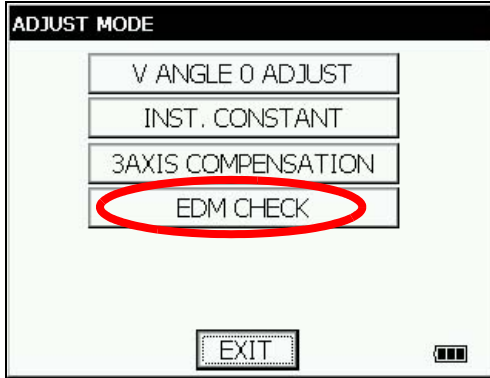 ADJUST MODE
V ANGLE 0 ADJUST
INST. CONSTANT
3AXIS COMPENSATION
EDM CHECK
EXIT